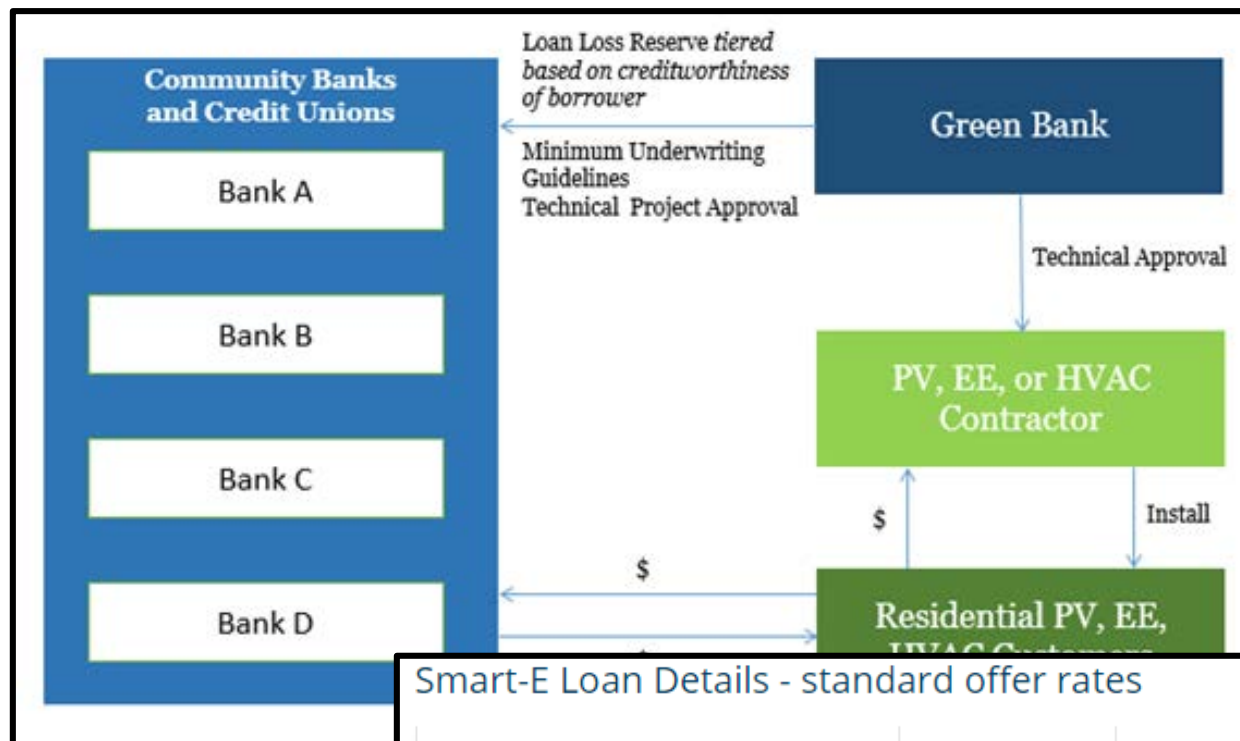 Community Banks
and Credit Unions
Bank A
Bank B
Bank C
Bank D
Loan Loss Reserve tiered
based on creditworthiness
of borrower
Minimum Underwriting
Guidelines
Technical Project Approval
Green Bank
Technical Approval
PV, EE, or HVAC
Contractor
$
Install
$
Residential PV, EE,
HVAC Customers
Smart-E Loan Details - standard offer rates